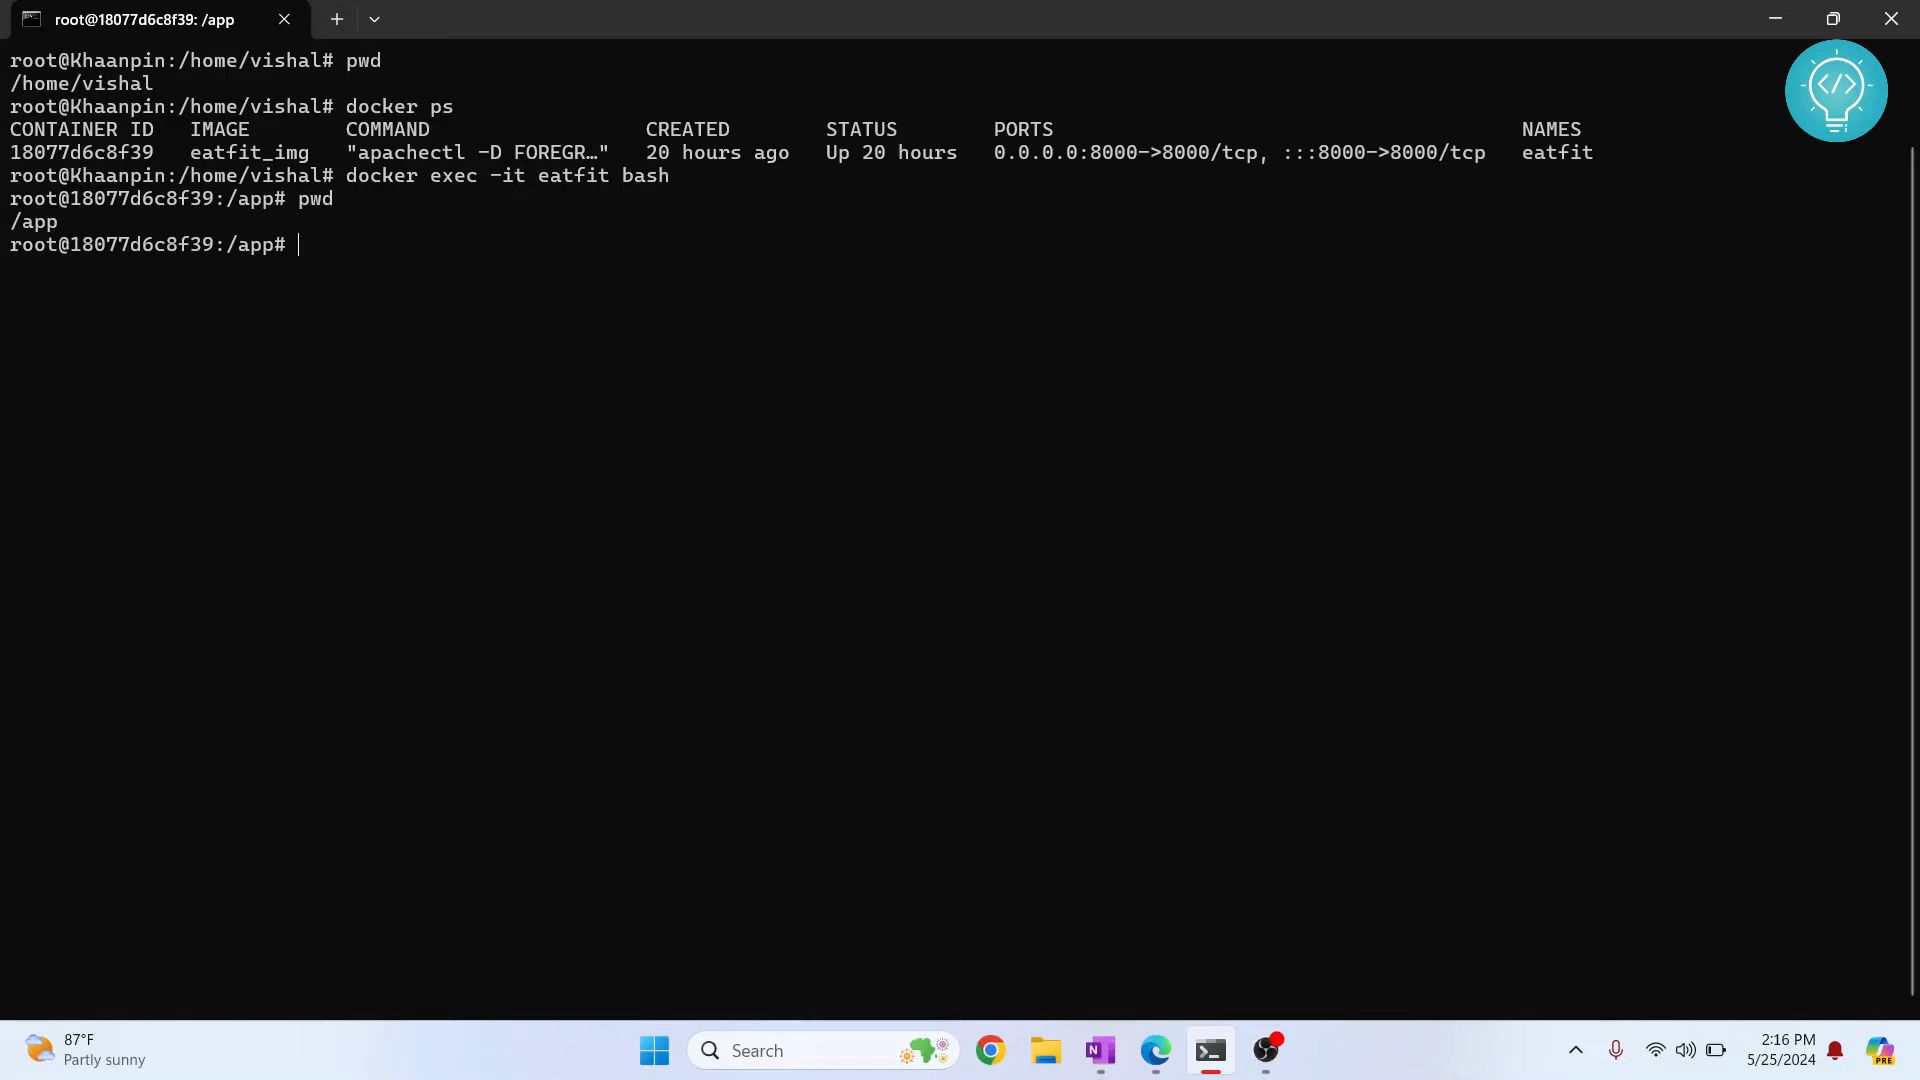 root@18077d6c8f39: /app
root@Khaanpin:/home/vishal# pwd
/home/vishal
root@Khaanpin:/home/vishal# docker ps
CONTAINER ID   IMAGE        COMMAND                  CREATED        STATUS        PORTS                                       NAMES
18077d6c8f39   eatfit_img   "apachectl -D FOREGR…"   20 hours ago   Up 20 hours   0.0.0.0:8000->8000/tcp, :::8000->8000/tcp   eatfit
root@Khaanpin:/home/vishal# docker exec -it eatfit bash
root@18077d6c8f39:/app# pwd
/app
root@18077d6c8f39:/app#
</>
87°F
Partly sunny
Search
N
PRE
2:16 PM
5/25/2024